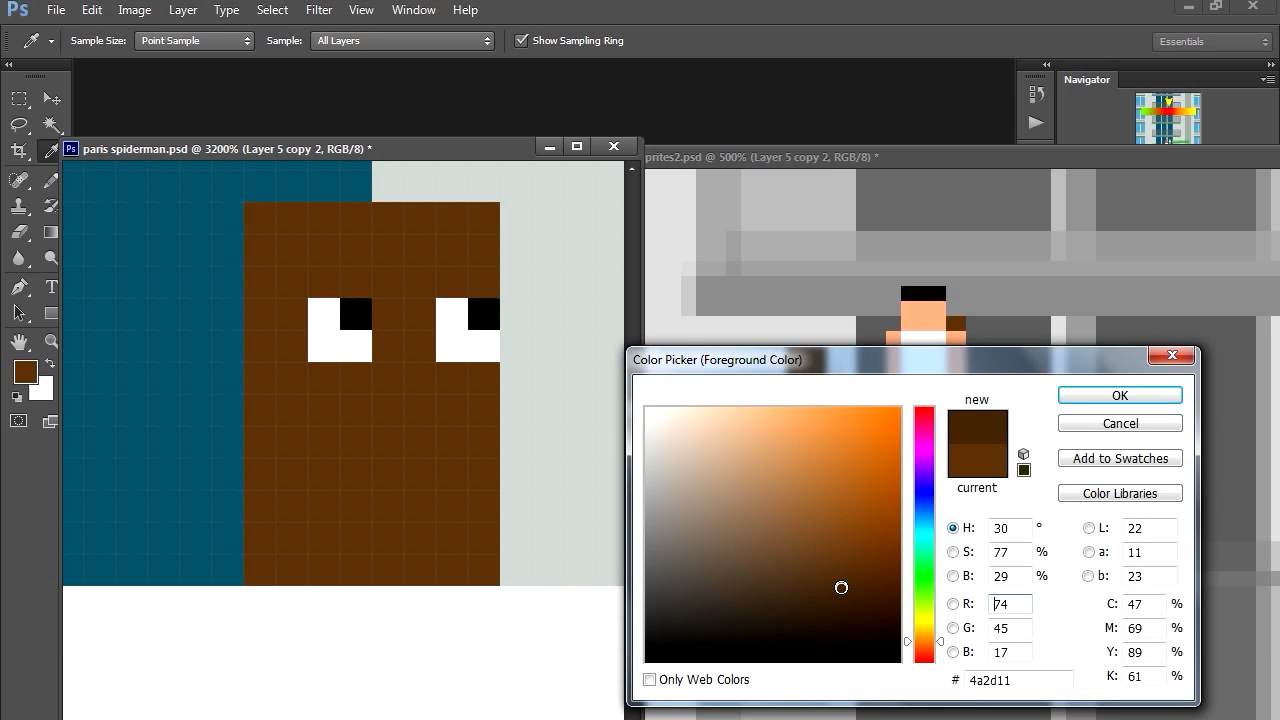 Ps File Edit Image Layer Type Select Filter View Window Help
Sample Size: Point Sample Sample: All Layers Show Sampling Ring Essentials
Navigator
Ps paris spiderman.psd @ 3200% (Layer 5 copy 2, RGB/8) *
prites2.psd @ 500% (Layer 5 copy 2, RGB/8) *
T
Color Picker (Foreground Color)
new
OK
Cancel
Add to Swatches
current
Color Libraries
H: 30 ° L: 22
S: 77 % a: 11
B: 29 % b: 23
R: 74 C: 47 %
G: 45 M: 69 %
B: 17 Y: 89 %
Only Web Colors # 4a2d11 K: 61 %